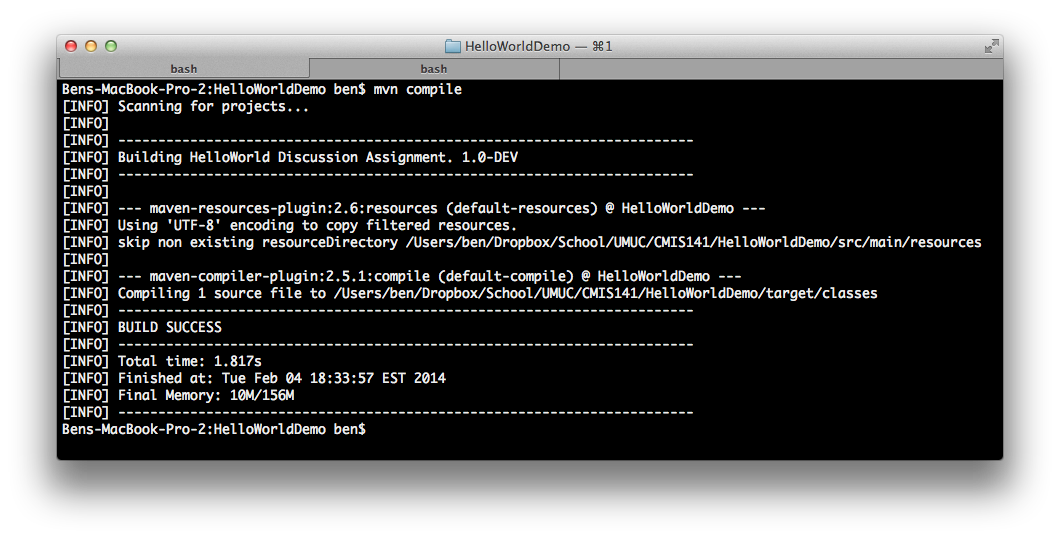 HelloWorldDemo — ⌘1
bash bash
Bens-MacBook-Pro-2:HelloWorldDemo ben$ mvn compile
[INFO] Scanning for projects...
[INFO]
[INFO] ------------------------------------------------------------------------
[INFO] Building HelloWorld Discussion Assignment. 1.0-DEV
[INFO] ------------------------------------------------------------------------
[INFO]
[INFO] --- maven-resources-plugin:2.6:resources (default-resources) @ HelloWorldDemo ---
[INFO] Using 'UTF-8' encoding to copy filtered resources.
[INFO] skip non existing resourceDirectory /Users/ben/Dropbox/School/UMUC/CMIS141/HelloWorldDemo/src/main/resources
[INFO]
[INFO] --- maven-compiler-plugin:2.5.1:compile (default-compile) @ HelloWorldDemo ---
[INFO] Compiling 1 source file to /Users/ben/Dropbox/School/UMUC/CMIS141/HelloWorldDemo/target/classes
[INFO] ------------------------------------------------------------------------
[INFO] BUILD SUCCESS
[INFO] ------------------------------------------------------------------------
[INFO] Total time: 1.817s
[INFO] Finished at: Tue Feb 04 18:33:57 EST 2014
[INFO] Final Memory: 10M/156M
[INFO] ------------------------------------------------------------------------
Bens-MacBook-Pro-2:HelloWorldDemo ben$